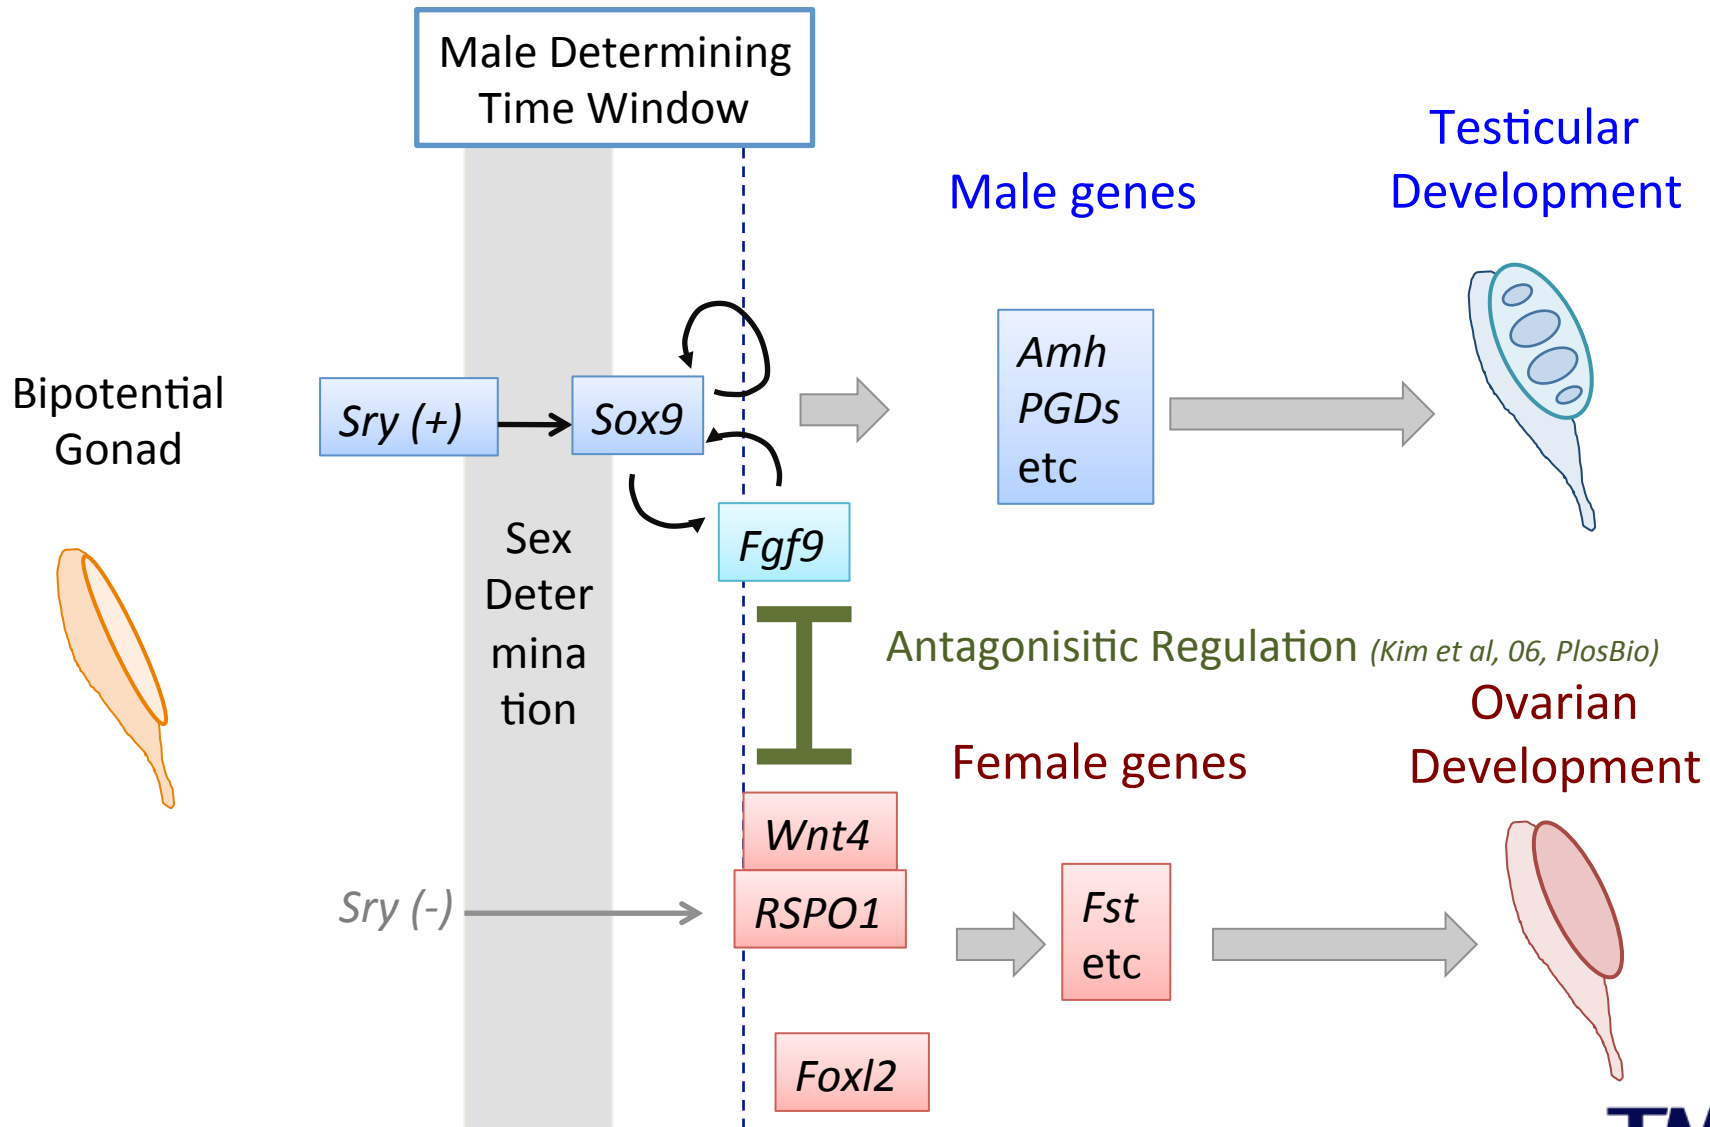 Male Determining
Time Window
Testicular
Development
Male genes
Bipotential
Gonad
Sry (+)
Sox9
Amh
PGDs
etc
Fgf9
Sex
Deter
mina
tion
Antagonisitic Regulation (Kim et al, 06, PlosBio)
Ovarian
Development
Female genes
Wnt4
RSPO1
Sry (-)
Fst
etc
Foxl2